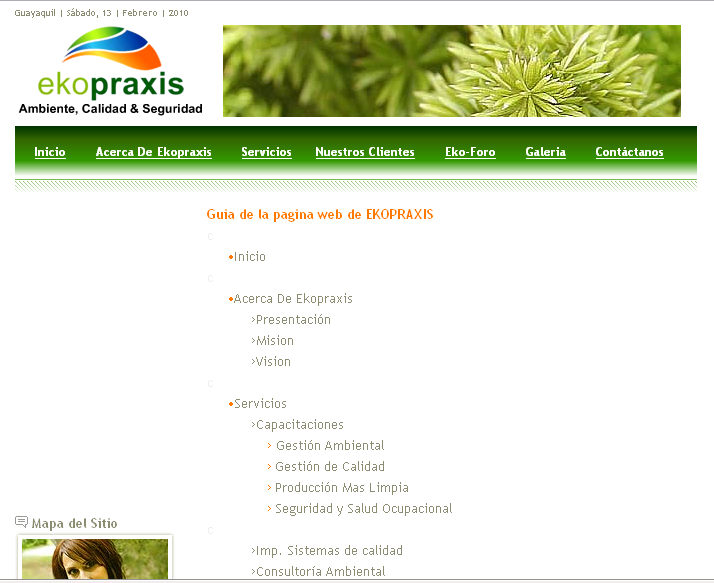 Guayaquil | Sábado, 13 | Febrero | 2010
ekopraxis
Ambiente, Calidad & Seguridad
Inicio Acerca De Ekopraxis Servicios Nuestros Clientes Eko-Foro Galeria Contáctanos
Guia de la pagina web de EKOPRAXIS
c
•Inicio
c
•Acerca De Ekopraxis
>Presentación
>Mision
>Vision
c
•Servicios
>Capacitaciones
> Gestión Ambiental
> Gestión de Calidad
> Producción Mas Limpia
> Seguridad y Salud Ocupacional
c
>Imp. Sistemas de calidad
>Consultoría Ambiental
Mapa del Sitio